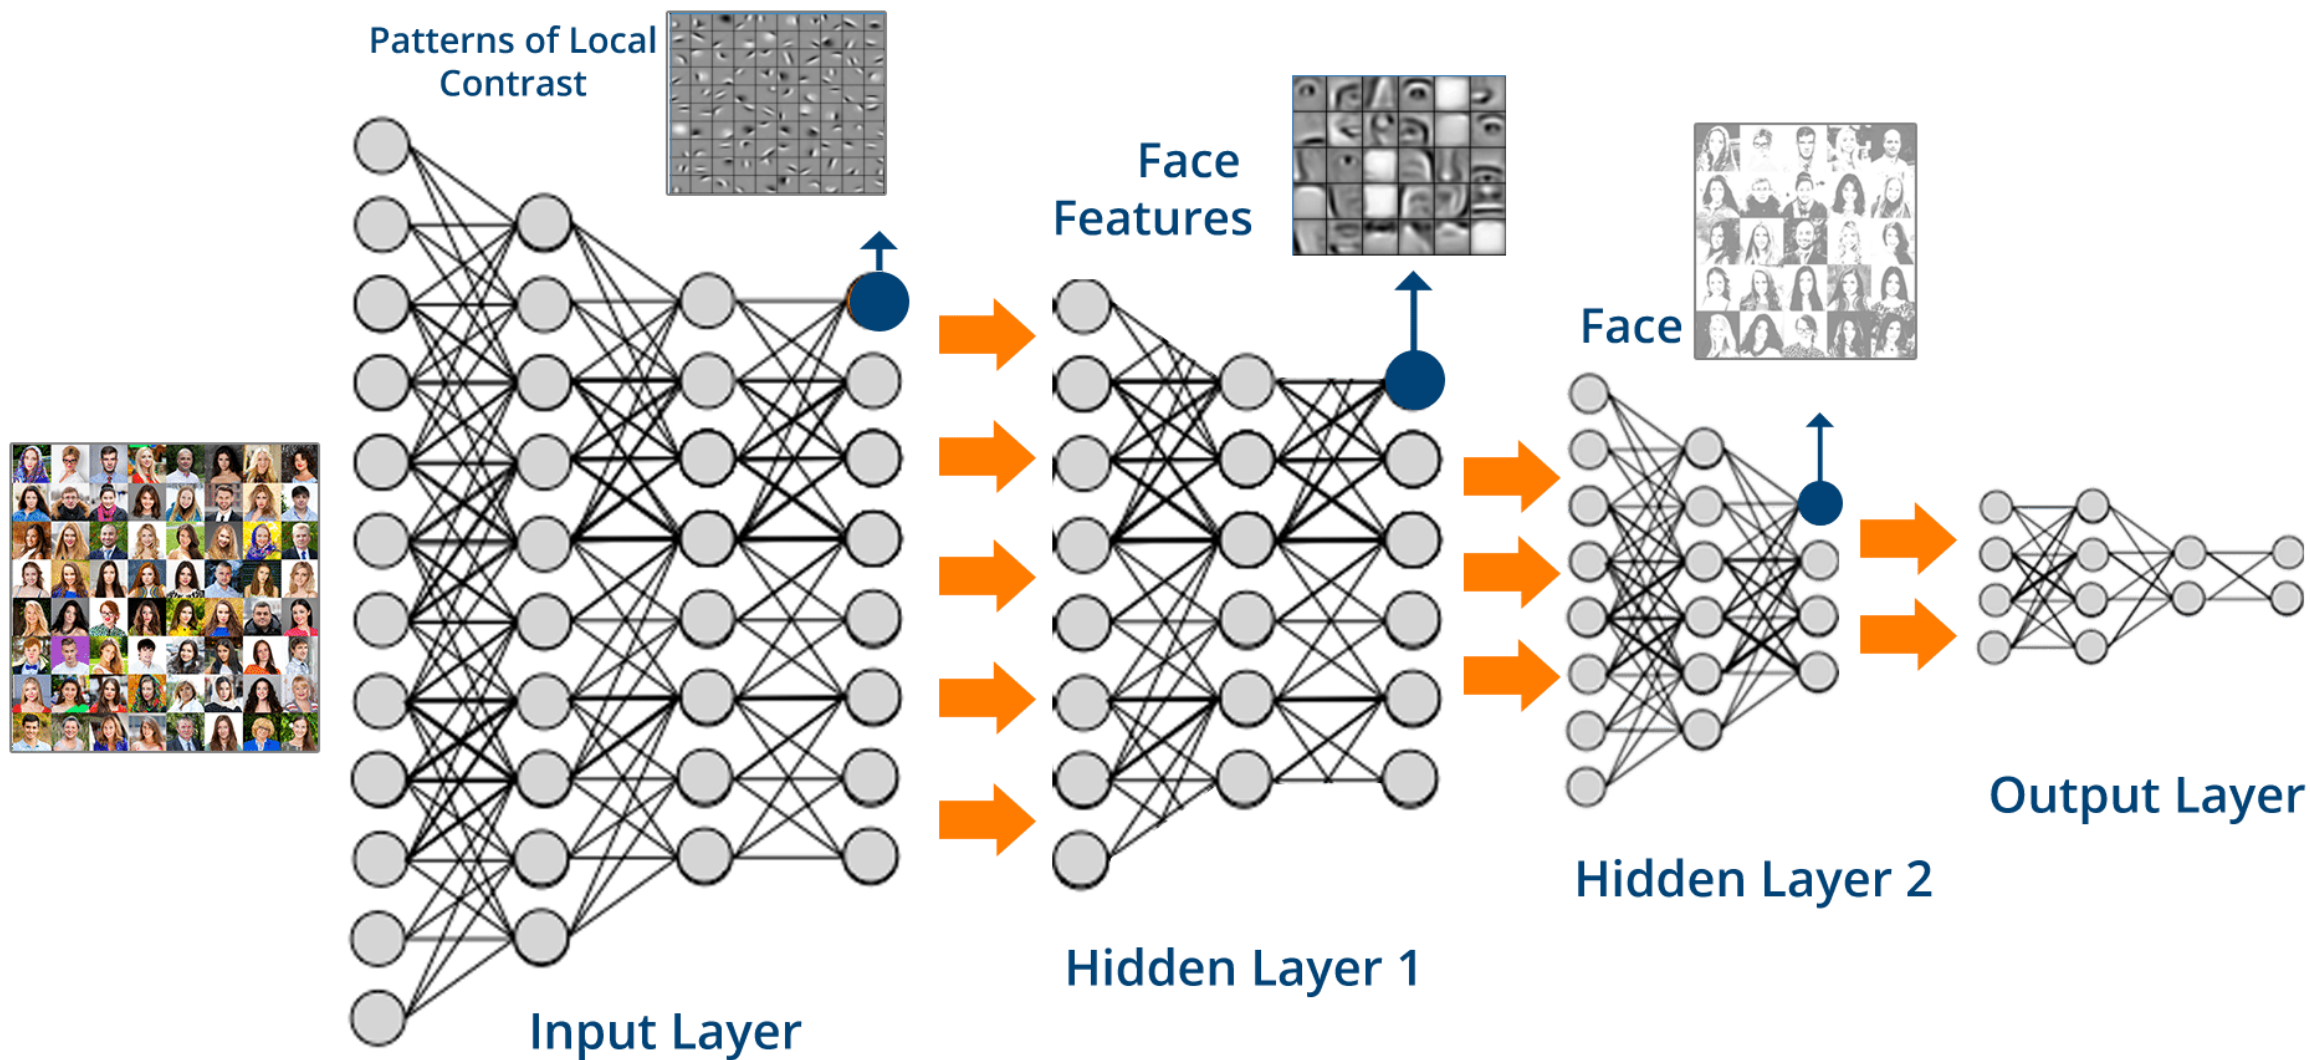 Patterns of Local
Contrast
Face
Features
Face
Input Layer
Hidden Layer 1
Hidden Layer 2
Output Layer